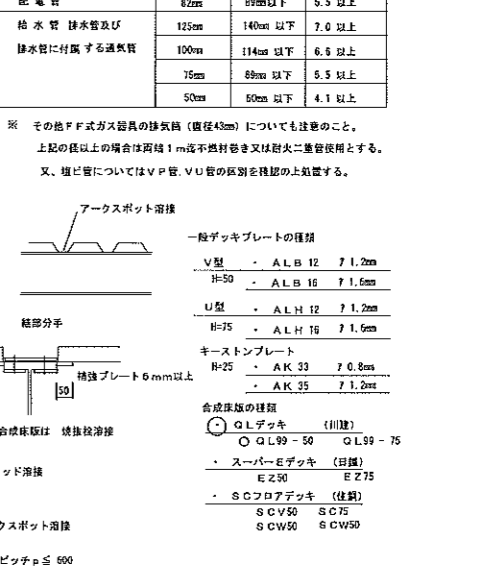 配 電 管 82mm 89mm以下 5.5 以上
給 水 管 排水管及び 125mm 140mm 以下 7.0 以上
排水管に付属 する通気管 100mm 114mm 以下 6.6 以上
75mm 89mm 以下 5.5 以上
50mm 60mm 以下 4.1 以上
※ その他FF式ガス器具の排気筒（直径43mm）についても注意のこと。
上記の径以上の場合は両端1m迄不燃材巻き又は耐火二重管使用とする。
又、塩ビ管についてはVP管、VU管の区別を確認の上処置する。
アークスポット溶接
一般デッキプレートの種類
V型 ・ ALB 12 ｱ 1.2mm
H=50 ・ ALB 16 ｱ 1.6mm
U型 ・ ALH 12 ｱ 1.2mm
H=75 ・ ALH 16 ｱ 1.6mm
結部分手
キーストンプレート
H=25 ・ AK 33 ｱ 0.8mm
・ AK 35 ｱ 1.2mm
補強プレート6mm以上
50
合成床版の種類
QLデッキ (川建)
QL99-50 QL99-75
合成床版は 焼抜栓溶接
・ スーパーEデッキ (日鐵)
EZ50 EZ75
ッド溶接
・ SCフロアデッキ (住鋼)
SCV50 SC75
SCW50 SCW50
クスポット溶接
ピッチp≦ 600